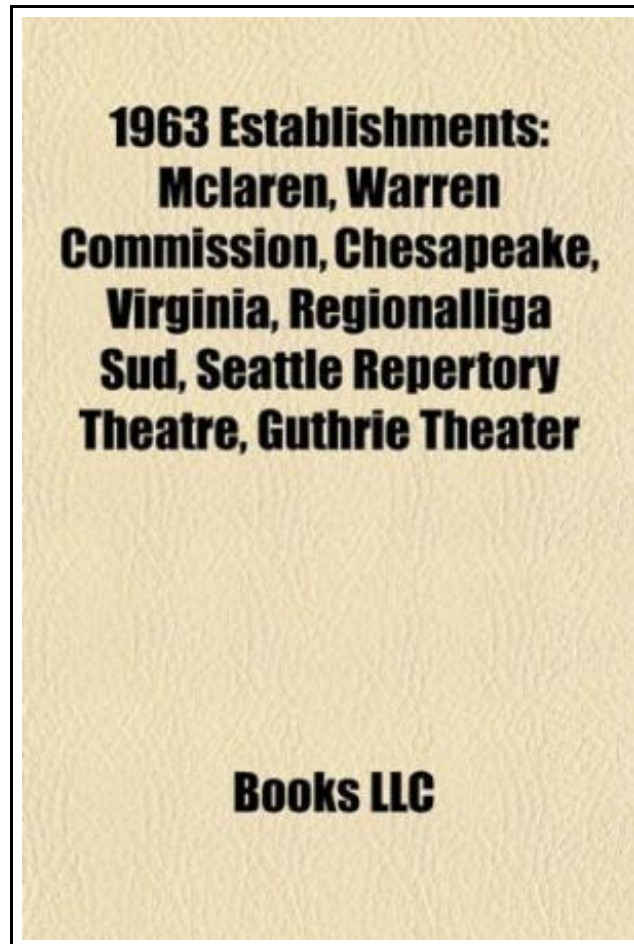 1963 Establishments:
Mclaren, Warren
Commission, Chesapeake,
Virginia, Regionalliga
Sud, Seattle Repertory
Theatre, Guthrie Theater
Books LLC